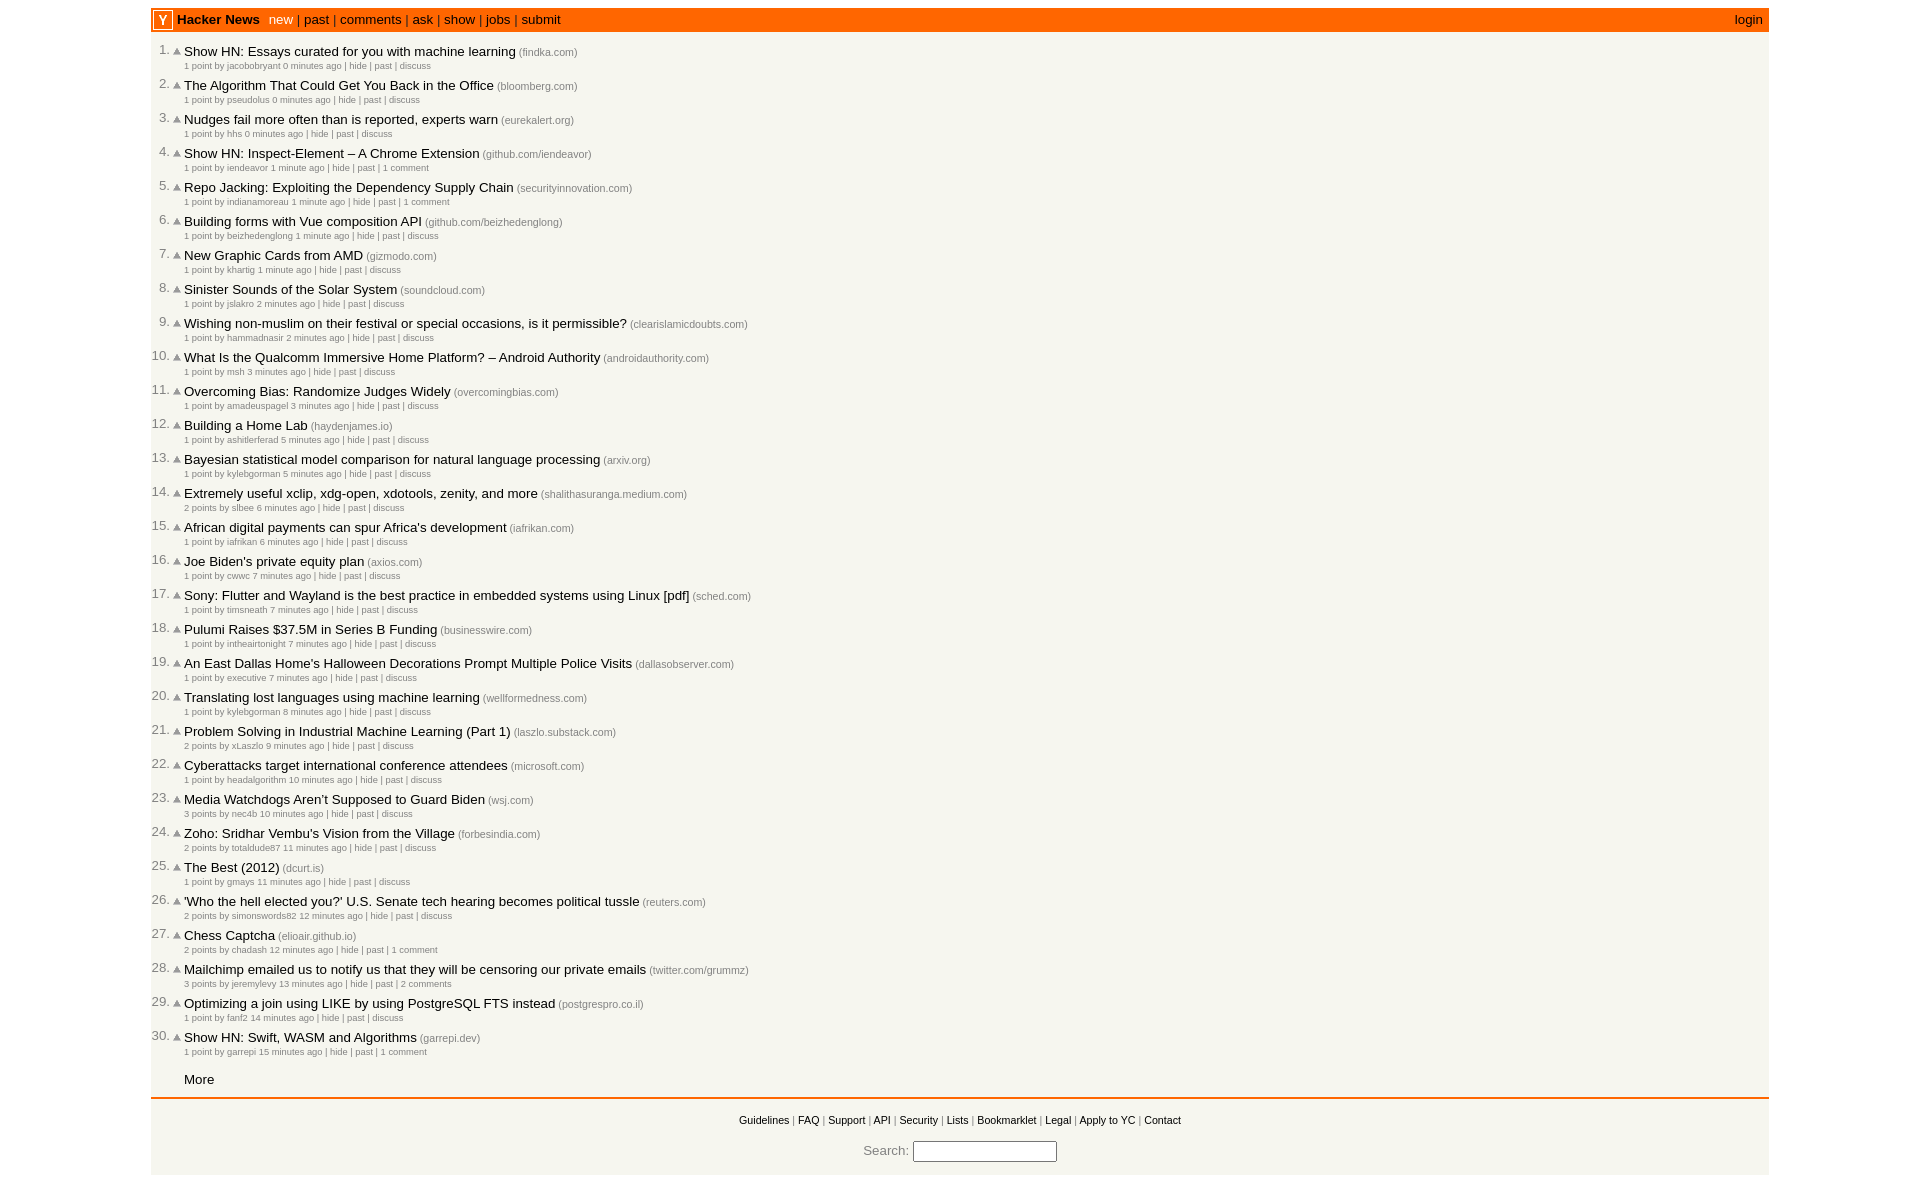 Y Hacker News new | past | comments | ask | show | jobs | submit login
1. Show HN: Essays curated for you with machine learning (findka.com)
1 point by jacobobryant 0 minutes ago | hide | past | discuss
2. The Algorithm That Could Get You Back in the Office (bloomberg.com)
1 point by pseudolus 0 minutes ago | hide | past | discuss
3. Nudges fail more often than is reported, experts warn (eurekalert.org)
1 point by hhs 0 minutes ago | hide | past | discuss
4. Show HN: Inspect-Element – A Chrome Extension (github.com/iendeavor)
1 point by iendeavor 1 minute ago | hide | past | 1 comment
5. Repo Jacking: Exploiting the Dependency Supply Chain (securityinnovation.com)
1 point by indianamoreau 1 minute ago | hide | past | 1 comment
6. Building forms with Vue composition API (github.com/beizhedenglong)
1 point by beizhedenglong 1 minute ago | hide | past | discuss
7. New Graphic Cards from AMD (gizmodo.com)
1 point by khartig 1 minute ago | hide | past | discuss
8. Sinister Sounds of the Solar System (soundcloud.com)
1 point by jslakro 2 minutes ago | hide | past | discuss
9. Wishing non-muslim on their festival or special occasions, is it permissible? (clearislamicdoubts.com)
1 point by hammadnasir 2 minutes ago | hide | past | discuss
10. What Is the Qualcomm Immersive Home Platform? – Android Authority (androidauthority.com)
1 point by msh 3 minutes ago | hide | past | discuss
11. Overcoming Bias: Randomize Judges Widely (overcomingbias.com)
1 point by amadeuspagel 3 minutes ago | hide | past | discuss
12. Building a Home Lab (haydenjames.io)
1 point by ashitlerferad 5 minutes ago | hide | past | discuss
13. Bayesian statistical model comparison for natural language processing (arxiv.org)
1 point by kylebgorman 5 minutes ago | hide | past | discuss
14. Extremely useful xclip, xdg-open, xdotools, zenity, and more (shalithasuranga.medium.com)
2 points by slbee 6 minutes ago | hide | past | discuss
15. African digital payments can spur Africa's development (iafrikan.com)
1 point by iafrikan 6 minutes ago | hide | past | discuss
16. Joe Biden's private equity plan (axios.com)
1 point by cwwc 7 minutes ago | hide | past | discuss
17. Sony: Flutter and Wayland is the best practice in embedded systems using Linux [pdf] (sched.com)
1 point by timsneath 7 minutes ago | hide | past | discuss
18. Pulumi Raises $37.5M in Series B Funding (businesswire.com)
1 point by intheairtonight 7 minutes ago | hide | past | discuss
19. An East Dallas Home's Halloween Decorations Prompt Multiple Police Visits (dallasobserver.com)
1 point by executive 7 minutes ago | hide | past | discuss
20. Translating lost languages using machine learning (wellformedness.com)
1 point by kylebgorman 8 minutes ago | hide | past | discuss
21. Problem Solving in Industrial Machine Learning (Part 1) (laszlo.substack.com)
2 points by xLaszlo 9 minutes ago | hide | past | discuss
22. Cyberattacks target international conference attendees (microsoft.com)
1 point by headalgorithm 10 minutes ago | hide | past | discuss
23. Media Watchdogs Aren't Supposed to Guard Biden (wsj.com)
3 points by nec4b 10 minutes ago | hide | past | discuss
24. Zoho: Sridhar Vembu's Vision from the Village (forbesindia.com)
2 points by totaldude87 11 minutes ago | hide | past | discuss
25. The Best (2012) (dcurt.is)
1 point by gmays 11 minutes ago | hide | past | discuss
26. 'Who the hell elected you?' U.S. Senate tech hearing becomes political tussle (reuters.com)
2 points by simonswords82 12 minutes ago | hide | past | discuss
27. Chess Captcha (elioair.github.io)
2 points by chadash 12 minutes ago | hide | past | 1 comment
28. Mailchimp emailed us to notify us that they will be censoring our private emails (twitter.com/grummz)
3 points by jeremylevy 13 minutes ago | hide | past | 2 comments
29. Optimizing a join using LIKE by using PostgreSQL FTS instead (postgrespro.co.il)
1 point by fanf2 14 minutes ago | hide | past | discuss
30. Show HN: Swift, WASM and Algorithms (garrepi.dev)
1 point by garrepi 15 minutes ago | hide | past | 1 comment
More
Guidelines | FAQ | Support | API | Security | Lists | Bookmarklet | Legal | Apply to YC | Contact
Search: